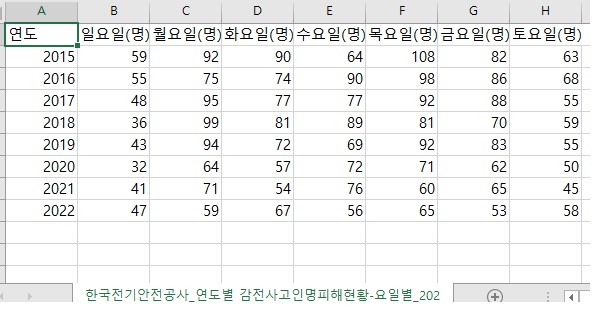 A B C D E F G H
연도 일요일(명) 월요일(명) 화요일(명) 수요일(명) 목요일(명) 금요일(명) 토요일(명)
2015 59 92 90 64 108 82 63
2016 55 75 74 90 98 86 68
2017 48 95 77 77 92 88 55
2018 36 99 81 89 81 70 59
2019 43 94 72 69 92 83 55
2020 32 64 57 72 71 62 50
2021 41 71 54 76 60 65 45
2022 47 59 67 56 65 53 58
한국전기안전공사_연도별 감전사고인명피해현황-요일별_202